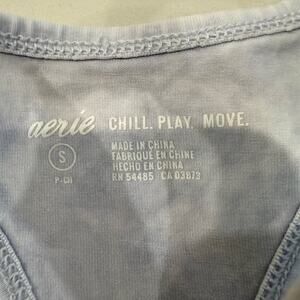 aerie CHILL. PLAY. MOVE.
S
P-CH
MADE IN CHINA
FABRIQUÉ EN CHINE
HECHO EN CHINA
RN 54485 CA 03873